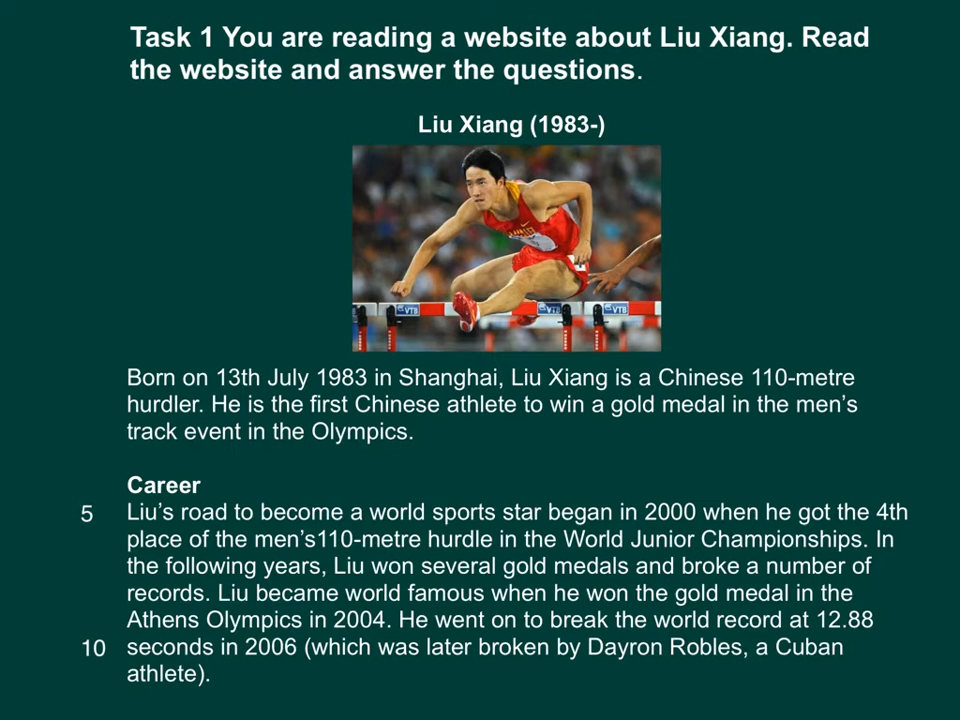 Task 1 You are reading a website about Liu Xiang. Read
the website and answer the questions.
Liu Xiang (1983-)
VTB
VTB
VTB
Born on 13th July 1983 in Shanghai, Liu Xiang is a Chinese 110-metre
hurdler. He is the first Chinese athlete to win a gold medal in the men's
track event in the Olympics.
Career
5 Liu's road to become a world sports star began in 2000 when he got the 4th
place of the men's110-metre hurdle in the World Junior Championships. In
the following years, Liu won several gold medals and broke a number of
records. Liu became world famous when he won the gold medal in the
Athens Olympics in 2004. He went on to break the world record at 12.88
10 seconds in 2006 (which was later broken by Dayron Robles, a Cuban
athlete).